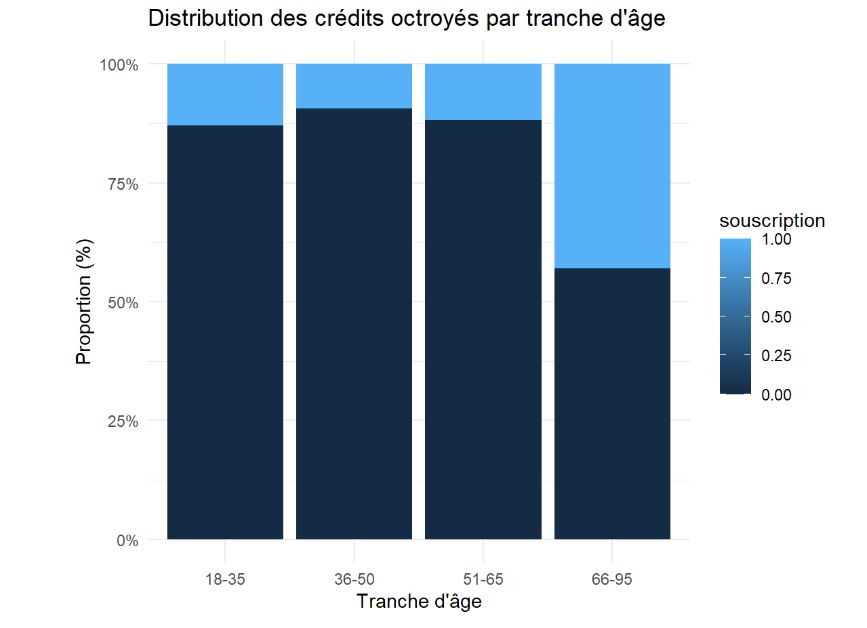 Distribution des crédits octroyés par tranche d'âge
100%
75%
50%
25%
0%
Proportion (%)
18-35 36-50 51-65 66-95
Tranche d'âge
souscription
1.00
0.75
0.50
0.25
0.00